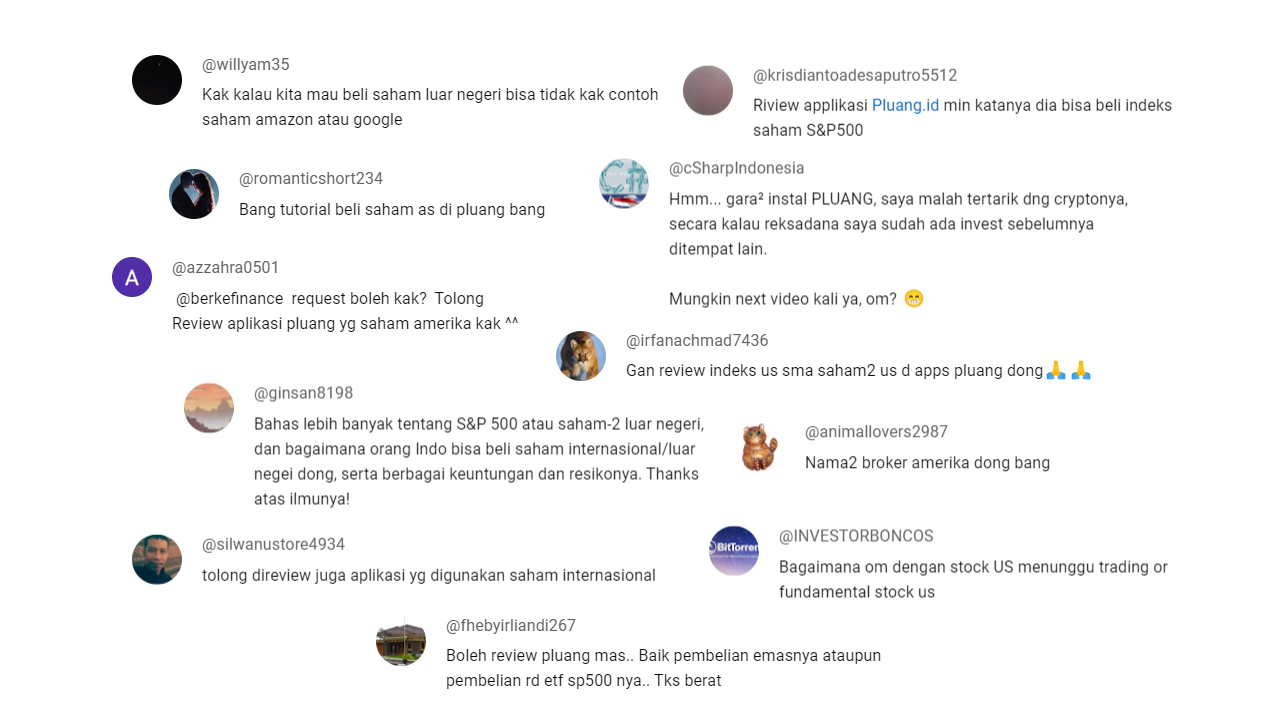 @willyam35
Kak kalau kita mau beli saham luar negeri bisa tidak kak contoh
saham amazon atau google
@krisdiantoadesaputro5512
Riview applikasi Pluang.id min katanya dia bisa beli indeks
saham S&P500
@romanticshort234
Bang tutorial beli saham as di pluang bang
C#
@cSharpIndonesia
Hmm... gara² instal PLUANG, saya malah tertarik dng cryptonya,
secara kalau reksadana saya sudah ada invest sebelumnya
ditempat lain.
Mungkin next video kali ya, om? 😁
A
@azzahra0501
@berkefinance request boleh kak? Tolong
Review aplikasi pluang yg saham amerika kak ^^
@irfanachmad7436
Gan review indeks us sma saham2 us d apps pluang dong🙏🙏
@ginsan8198
Bahas lebih banyak tentang S&P 500 atau saham-2 luar negeri,
dan bagaimana orang Indo bisa beli saham internasional/luar
negei dong, serta berbagai keuntungan dan resikonya. Thanks
atas ilmunya!
@animallovers2987
Nama2 broker amerika dong bang
@silwanustore4934
tolong direview juga aplikasi yg digunakan saham internasional
BitTorren
@INVESTORBONCOS
Bagaimana om dengan stock US menunggu trading or
fundamental stock us
@fhebyirliandi267
Boleh review pluang mas.. Baik pembelian emasnya ataupun
pembelian rd etf sp500 nya.. Tks berat